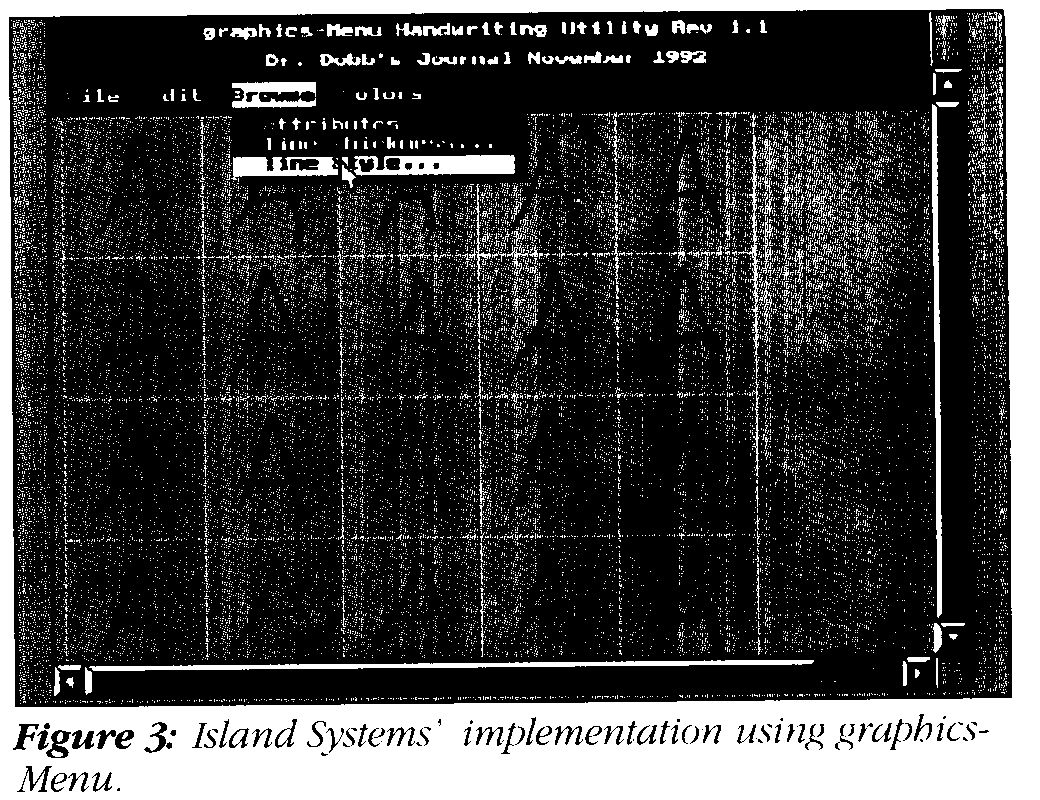 graphics-Menu Handwriting Utility Rev 1.1
Dr. Dobb's Journal November 1992
ile dit Browse olors
attributes
line thickness...
line style...
Figure 3: Island Systems' implementation using graphics-
Menu.